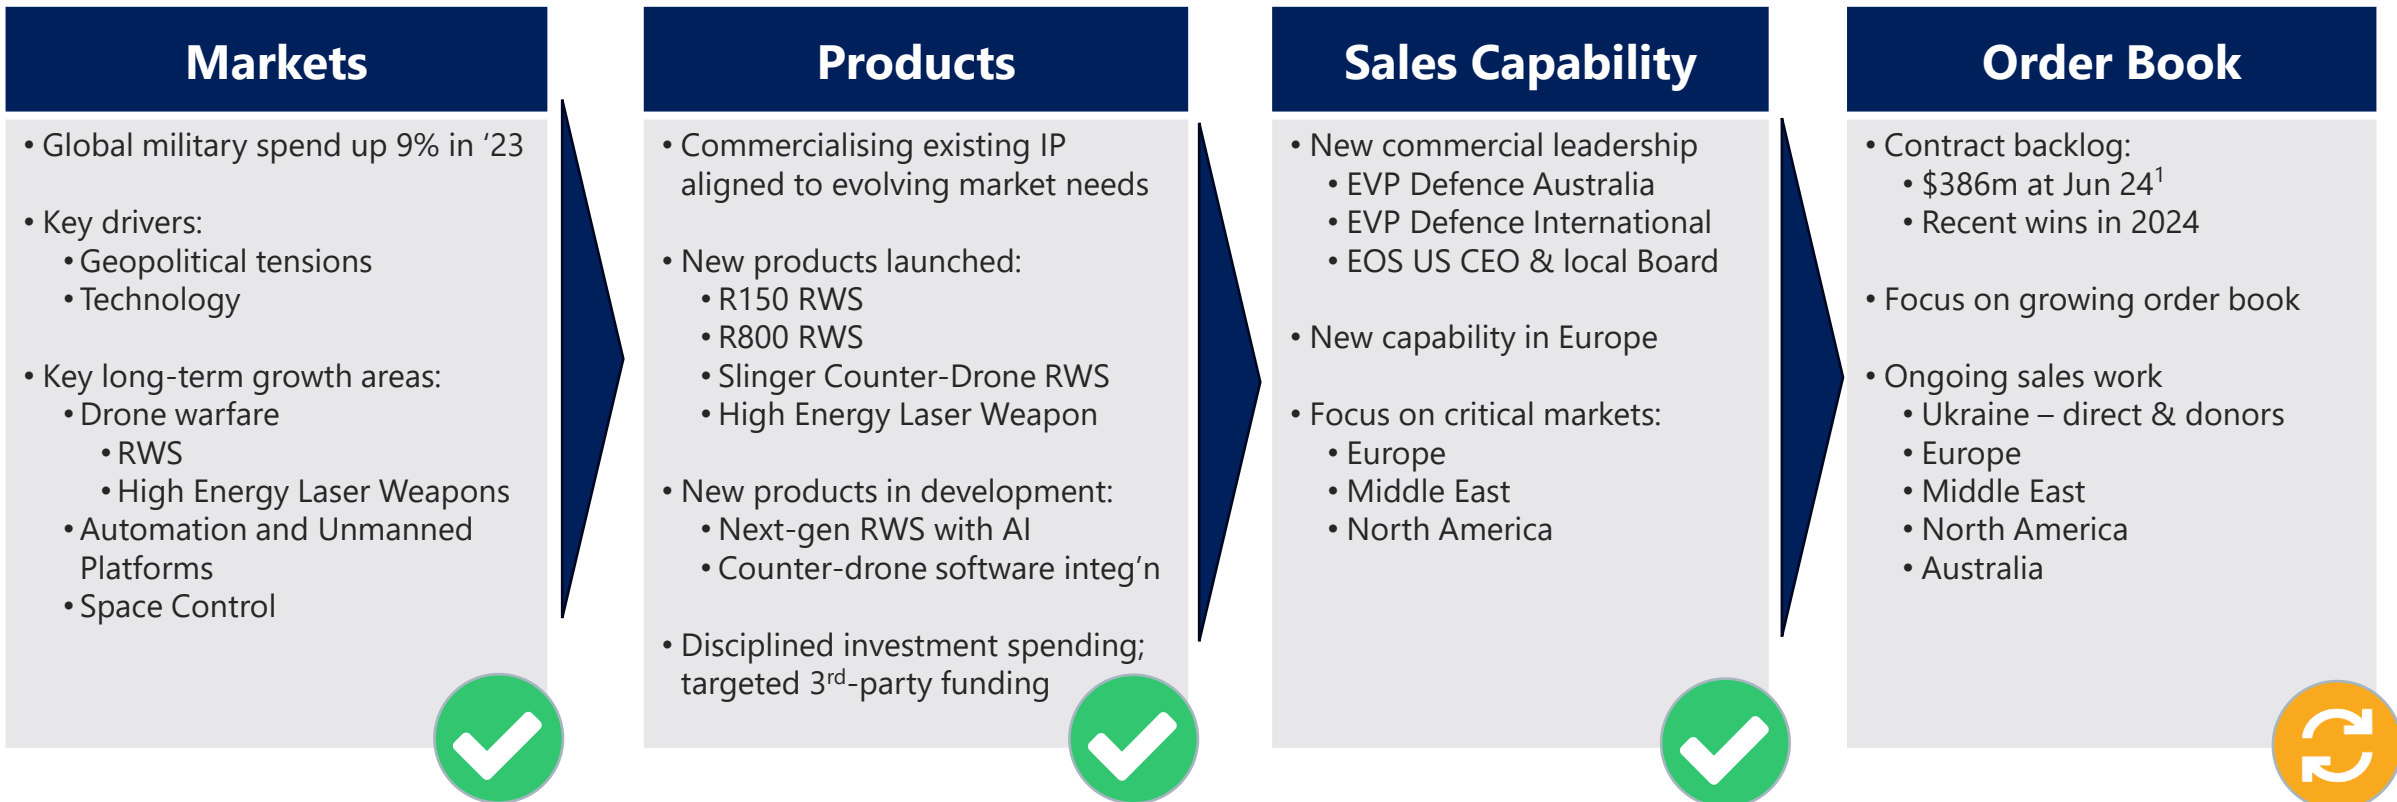 Markets
• Global military spend up 9% in ‘23
• Key drivers:
• Geopolitical tensions
• Technology
• Key long-term growth areas:
• Drone warfare
• RWS
• High Energy Laser Weapons
• Automation and Unmanned
Platforms
• Space Control
Products
• Commercialising existing IP
aligned to evolving market needs
• New products launched:
• R150 RWS
• R800 RWS
• Slinger Counter-Drone RWS
• High Energy Laser Weapon
• New products in development:
• Next-gen RWS with AI
• Counter-drone software integ’n
• Disciplined investment spending;
targeted 3rd-party funding
Sales Capability
• New commercial leadership
• EVP Defence Australia
• EVP Defence International
• EOS US CEO & local Board
• New capability in Europe
• Focus on critical markets:
• Europe
• Middle East
• North America
Order Book
• Contract backlog:
• $386m at Jun 24¹
• Recent wins in 2024
• Focus on growing order book
• Ongoing sales work
• Ukraine – direct & donors
• Europe
• Middle East
• North America
• Australia